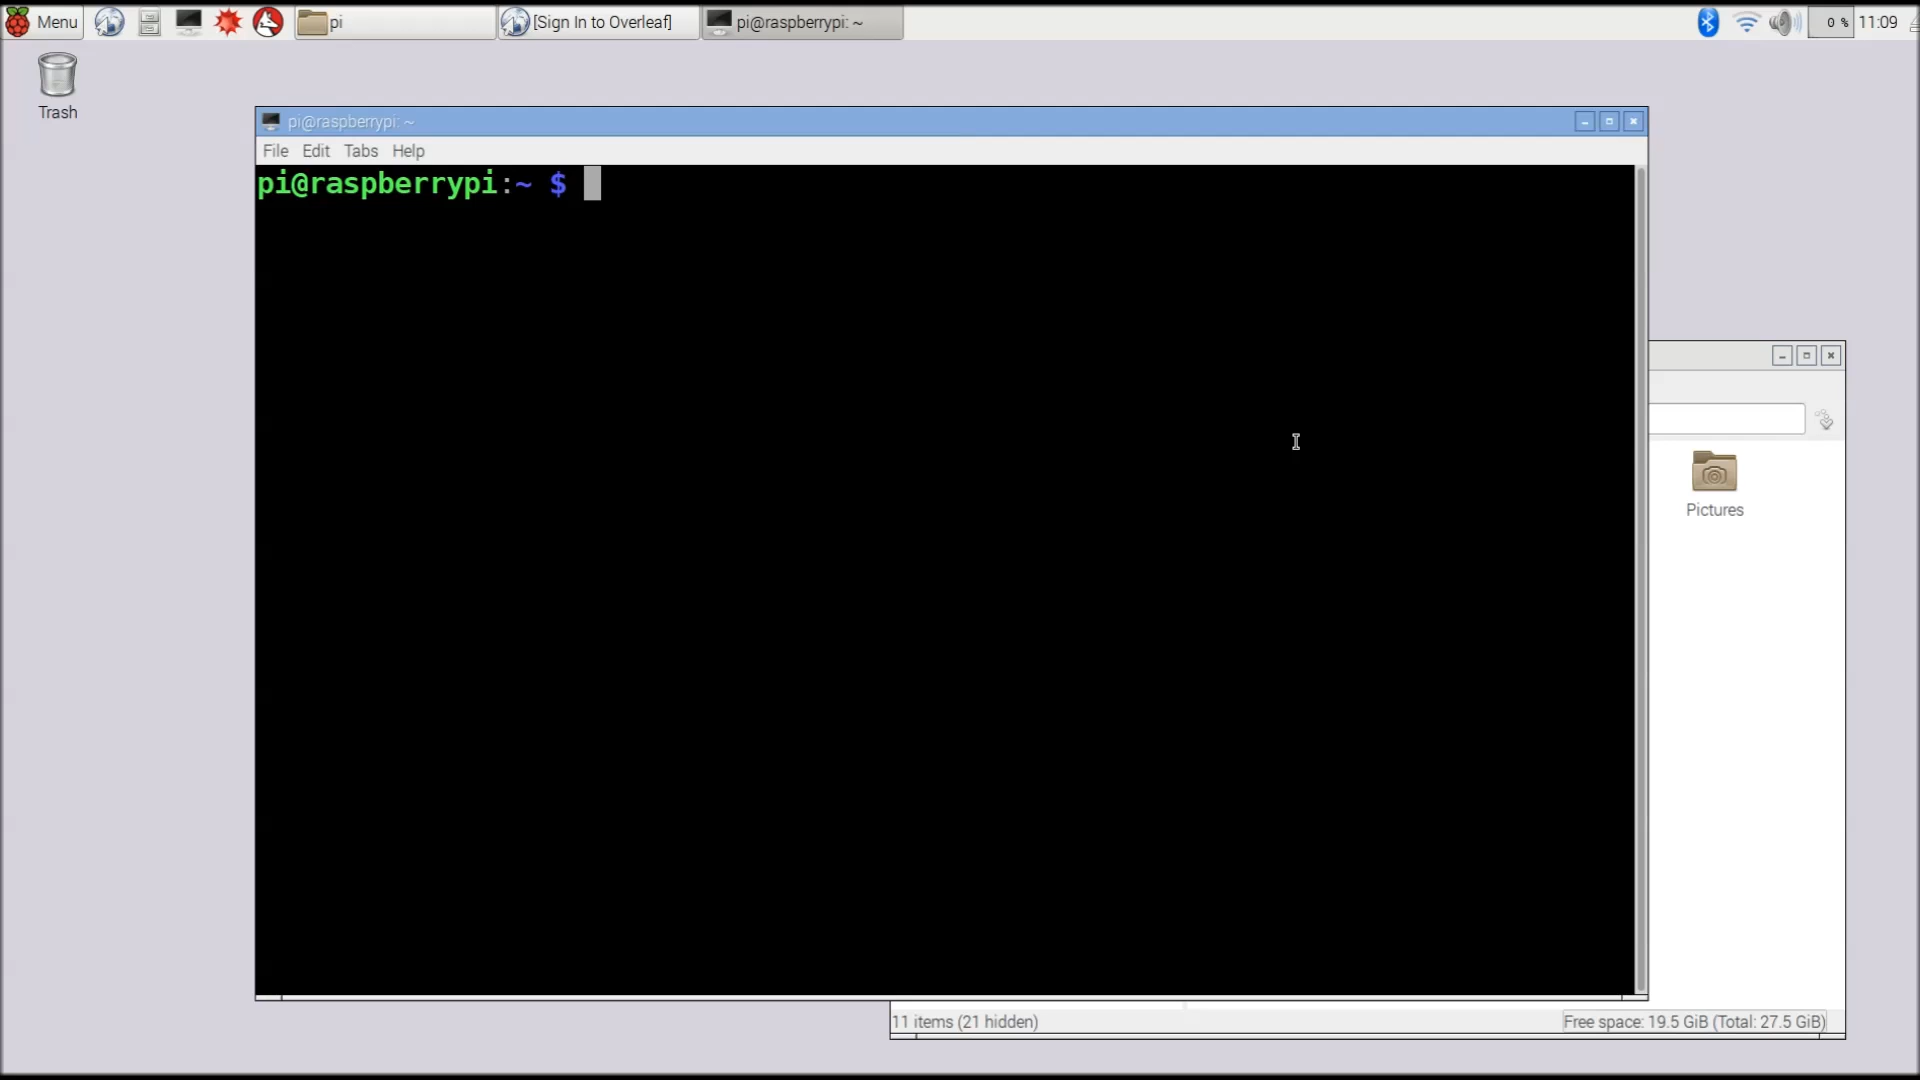 Menu
pi
[Sign In to Overleaf]
pi@raspberrypi: ~
0 %
11:09
Trash
pi@raspberrypi: ~
File Edit Tabs Help
pi@raspberrypi:~ $
Pictures
11 items (21 hidden)
Free space: 19.5 GiB (Total: 27.5 GiB)